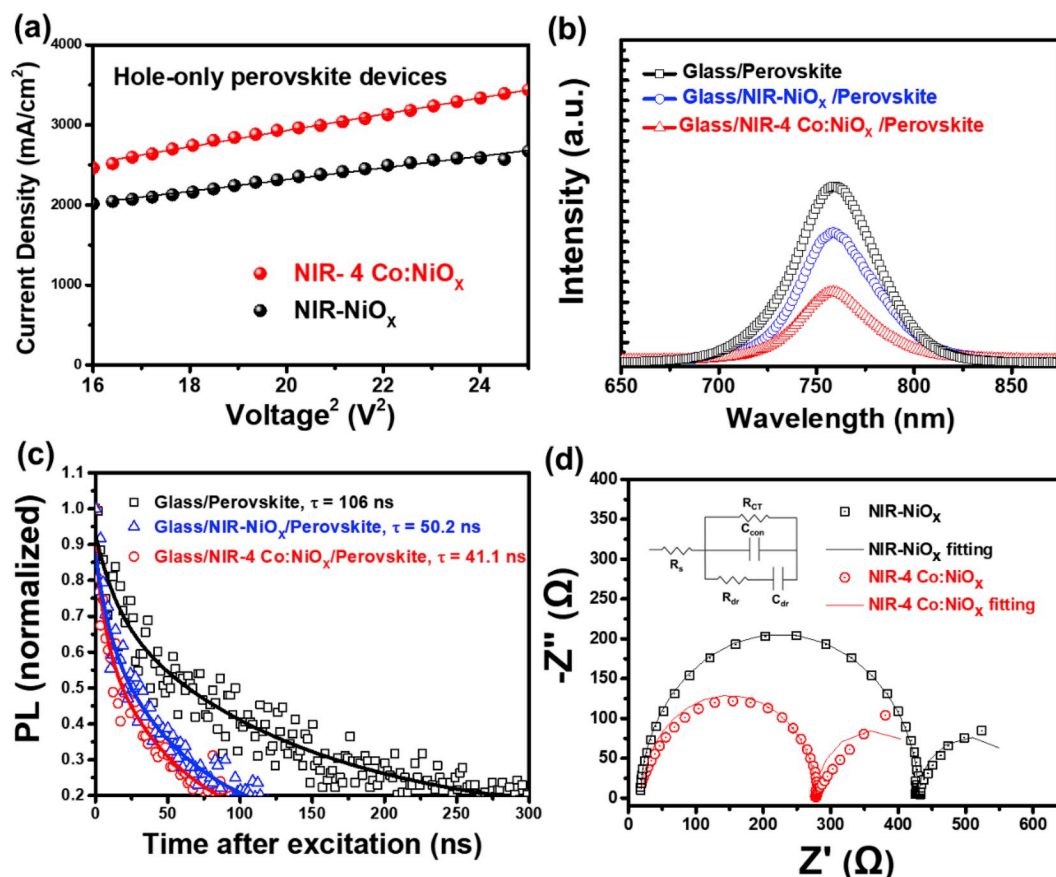 (a)
4000
3000
2000
1000
0
Current Density (mA/cm²)
Hole-only perovskite devices
NIR- 4 Co:NiOₓ
NIR-NiOₓ
16 18 20 22 24
Voltage² (V²)
(b)
Intensity (a.u.)
Glass/Perovskite
Glass/NIR-NiOₓ /Perovskite
Glass/NIR-4 Co:NiOₓ /Perovskite
650 700 750 800 850
Wavelength (nm)
(c)
1.1
1.0
0.9
0.8
0.7
0.6
0.5
0.4
0.3
0.2
PL (normalized)
Glass/Perovskite, τ = 106 ns
Glass/NIR-NiOₓ/Perovskite, τ = 50.2 ns
Glass/NIR-4 Co:NiOₓ/Perovskite, τ = 41.1 ns
0 50 100 150 200 250 300
Time after excitation (ns)
(d)
400
350
300
250
200
150
100
50
0
-Z" (Ω)
R_CT
C_con
R_s
R_dr
C_dr
NIR-NiOₓ
NIR-NiOₓ fitting
NIR-4 Co:NiOₓ
NIR-4 Co:NiOₓ fitting
0 100 200 300 400 500 600
Z' (Ω)